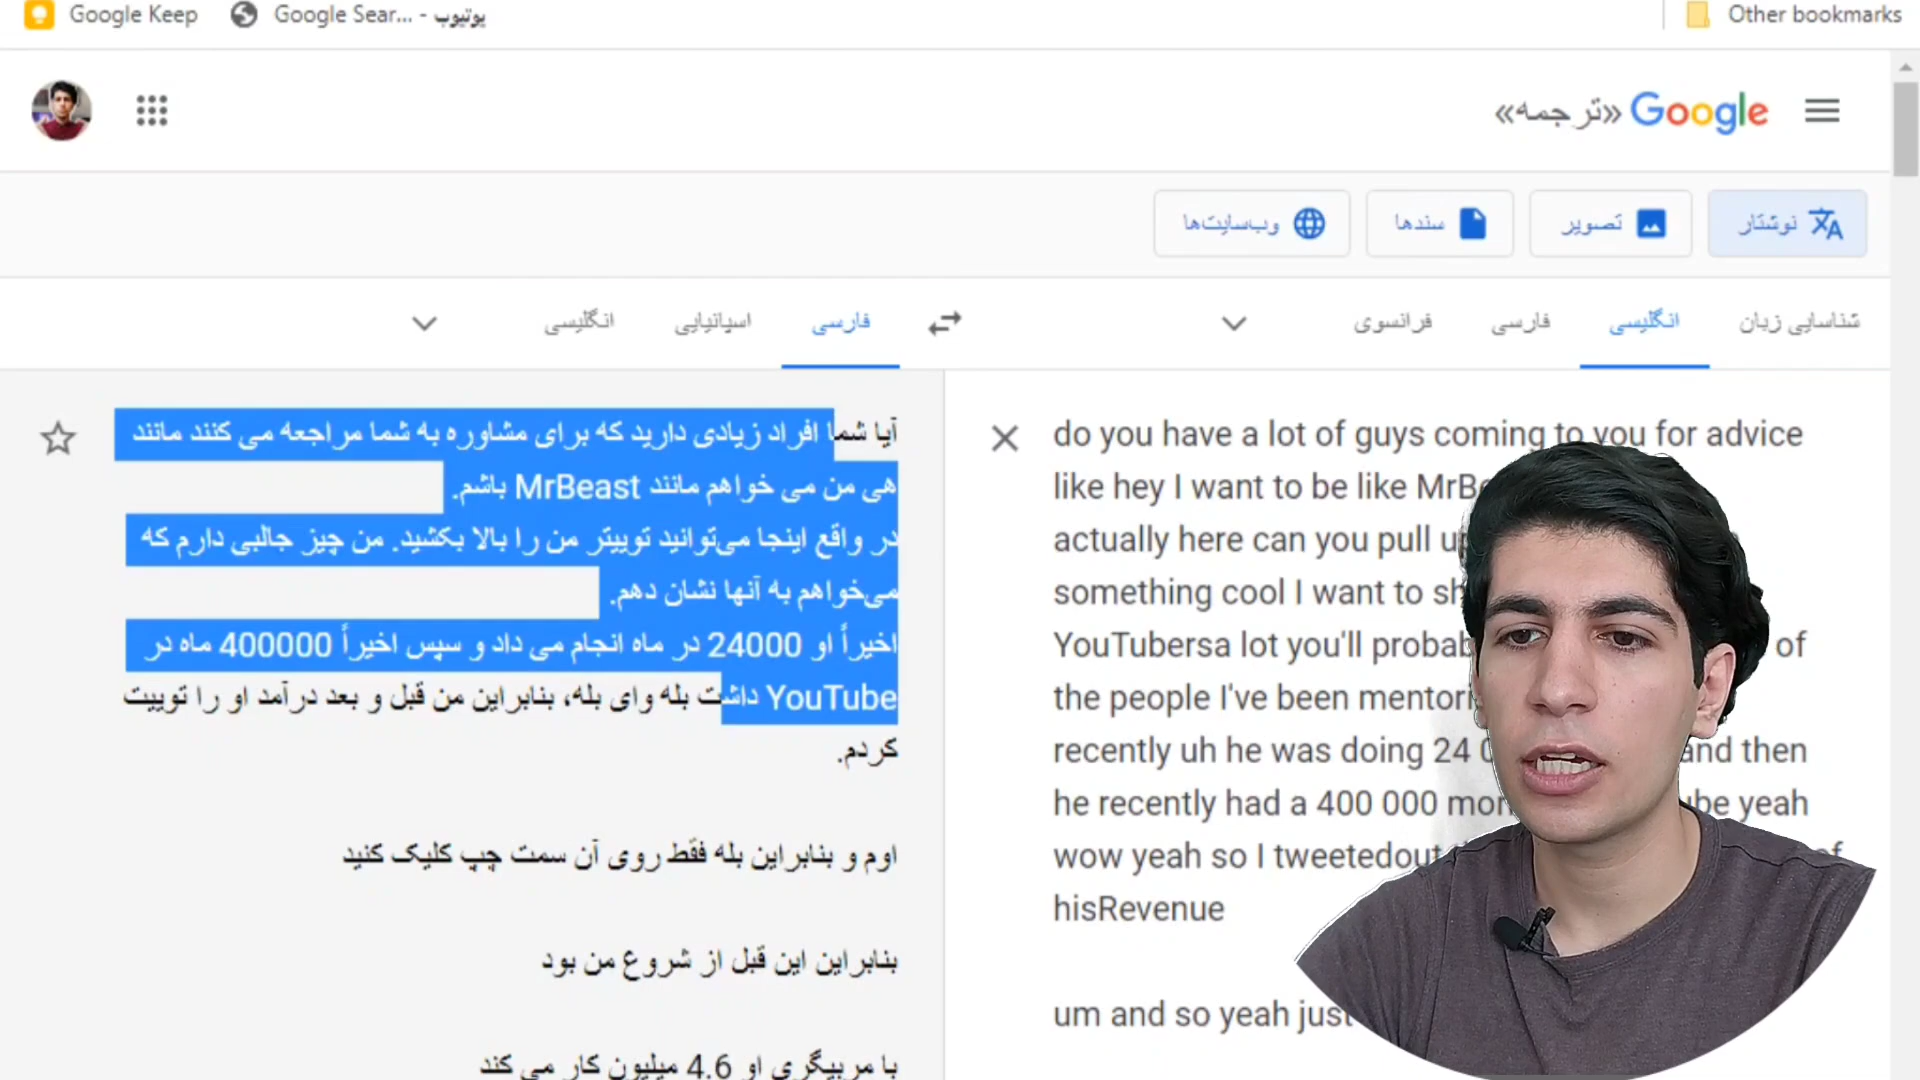 Google Keep
Google Sear... - یوتیوب
Other bookmarks
Google «ترجمه»
نوشتار
تصویر
سندها
وب‌سایت‌ها
شناسایی زبان
انگلیسی
فارسی
فرانسوی
فارسی
اسپانیایی
انگلیسی
do you have a lot of guys coming to you for advice
like hey I want to be like
actually here can you pull
something cool I want to
YouTubersa lot you'll of
the people I've been
recently uh he was doing 24 and then
he recently had a 400 000 yeah
wow yeah so I tweetedout of
hisRevenue
um and so yeah just
آیا شما افراد زیادی دارید که برای مشاوره به شما مراجعه می کنند مانند
هی من می خواهم مانند MrBeast باشم.
در واقع اینجا می‌توانید توییتر من را بالا بکشید. من چیز جالبی دارم که
می‌خواهم به آنها نشان دهم.
اخیراً او 24000 در ماه انجام می داد و سپس اخیراً 400000 ماه در
YouTube داشت بله وای بله، بنابراین من قبل و بعد درآمد او را توییت
کردم.
اوم و بنابراین بله فقط روی آن سمت چپ کلیک کنید
بنابراین این قبل از شروع من بود
با مربیگری او 4.6 میلیون کار می کند